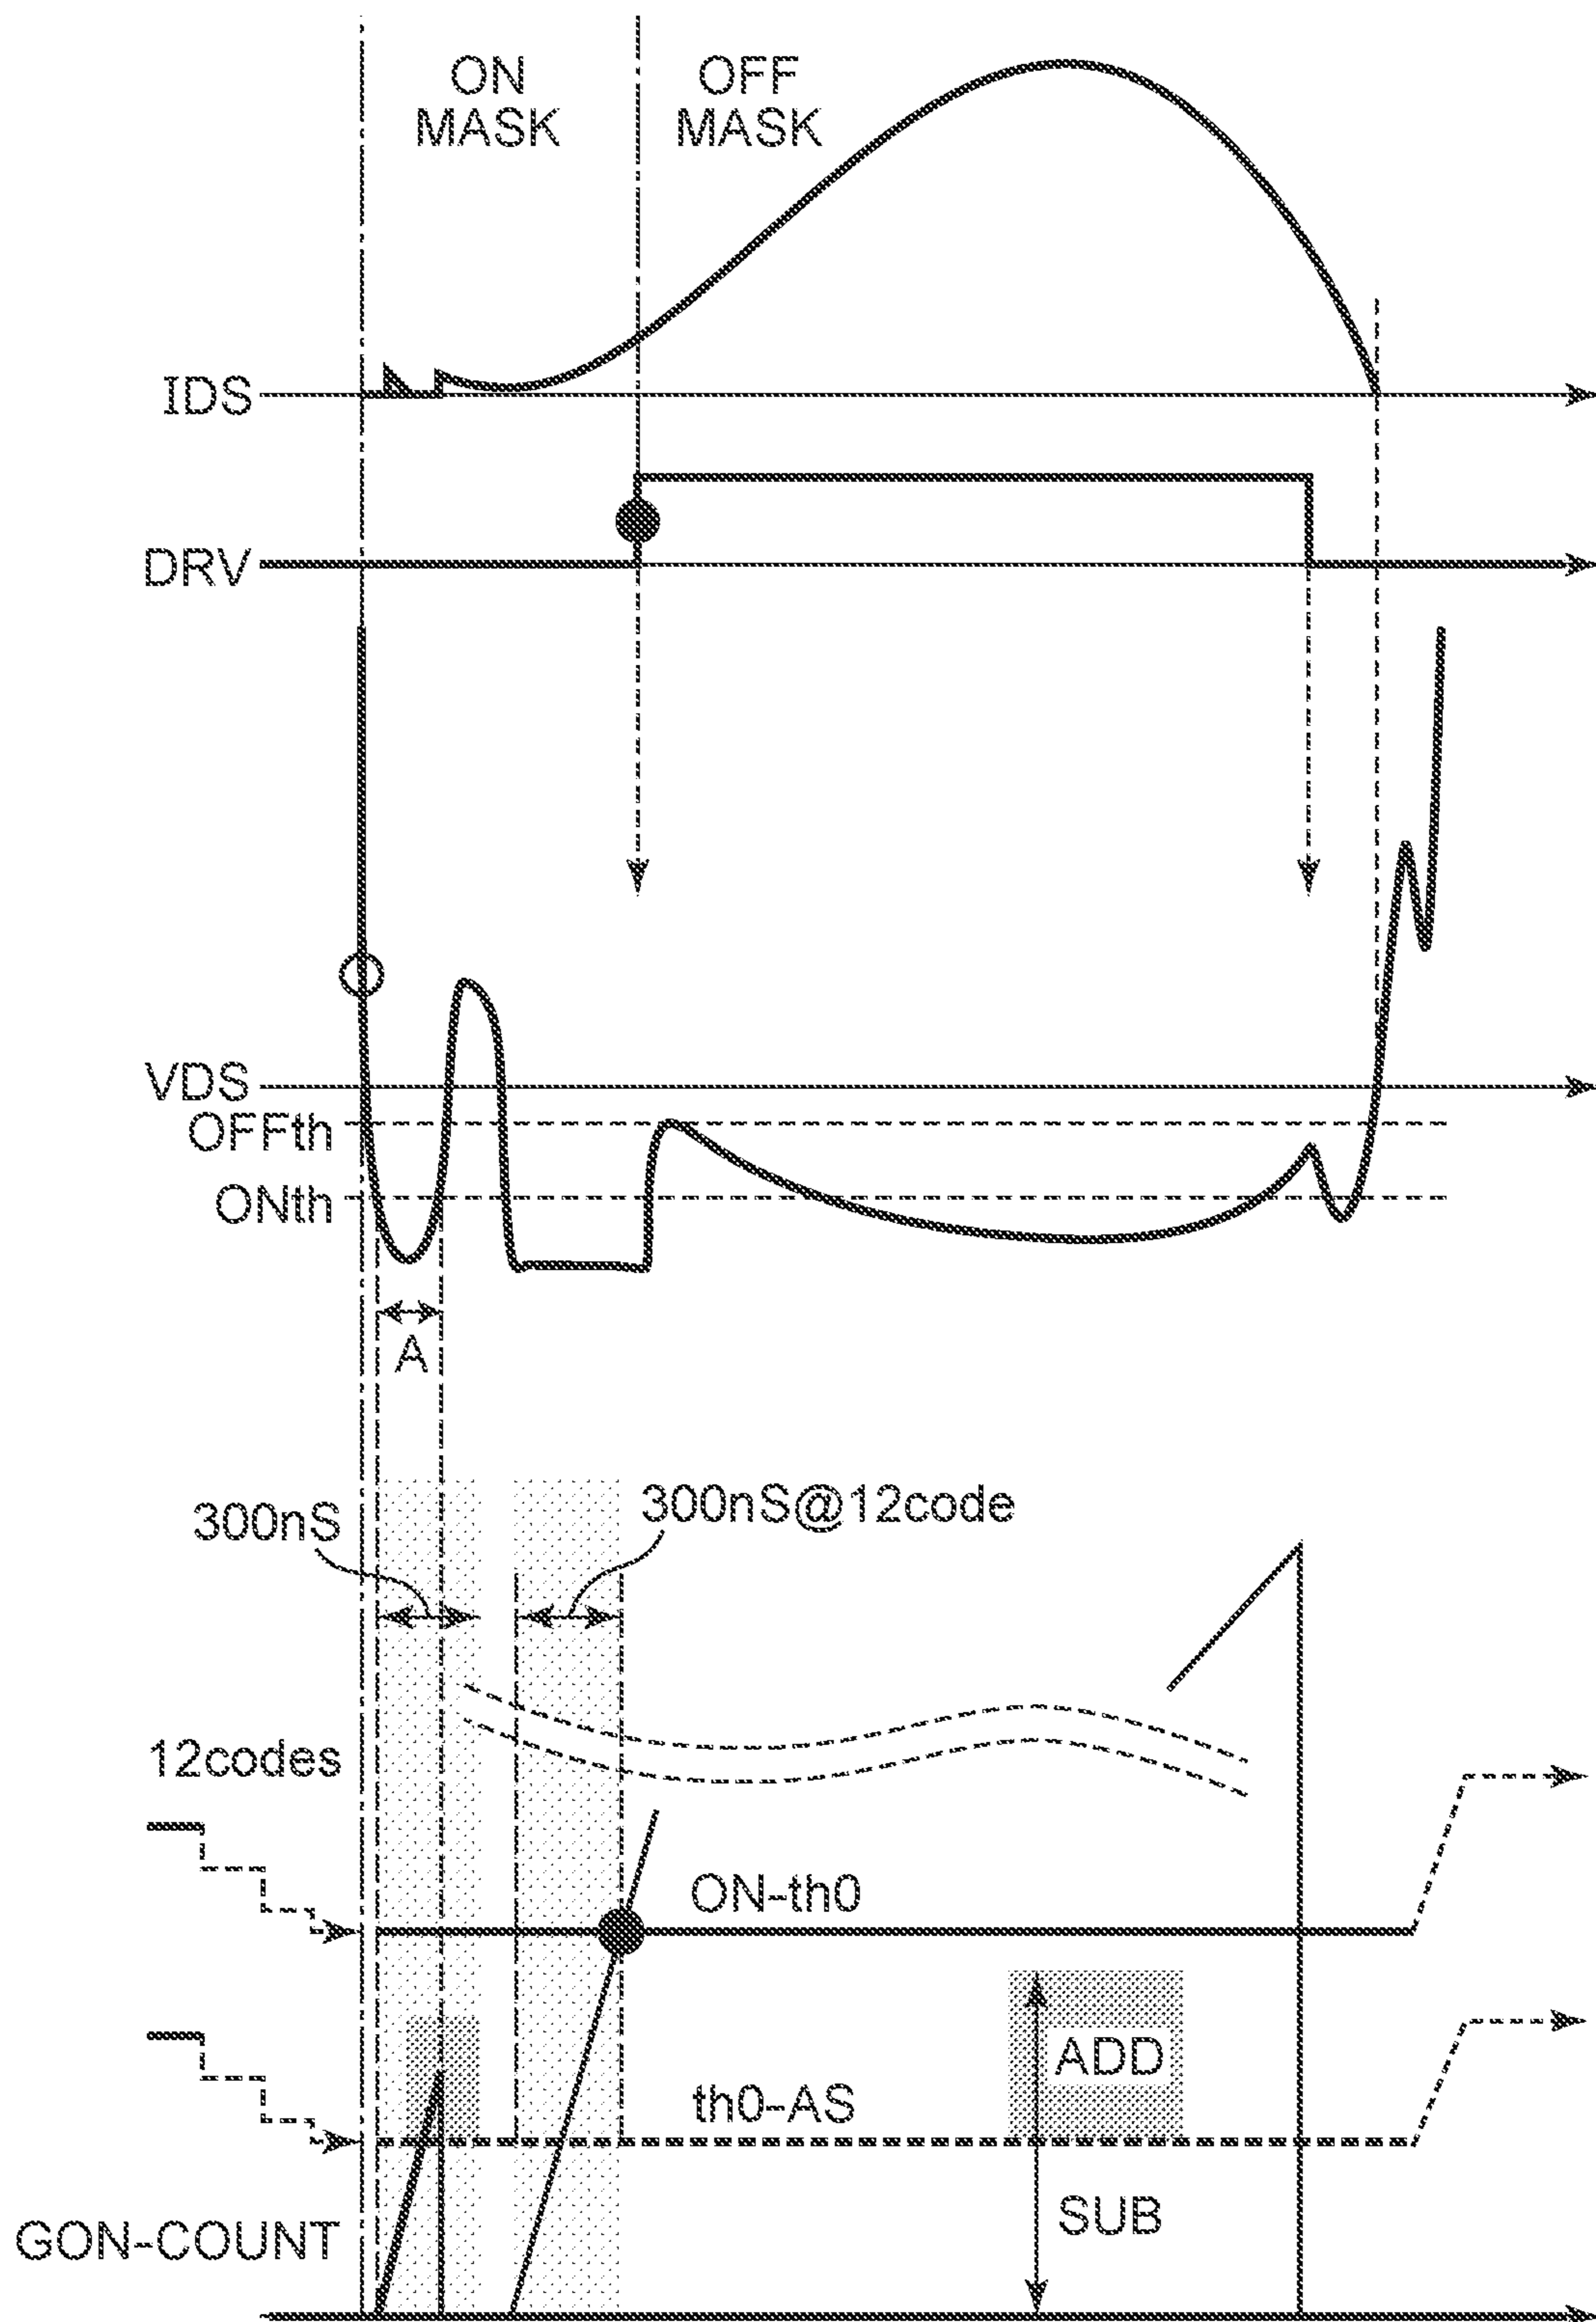 ON
MASK
OFF
MASK
IDS
DRV
VDS
OFFth
ONth
A
300nS
300nS@12code
12codes
ON-th0
ADD
th0-AS
SUB
GON-COUNT